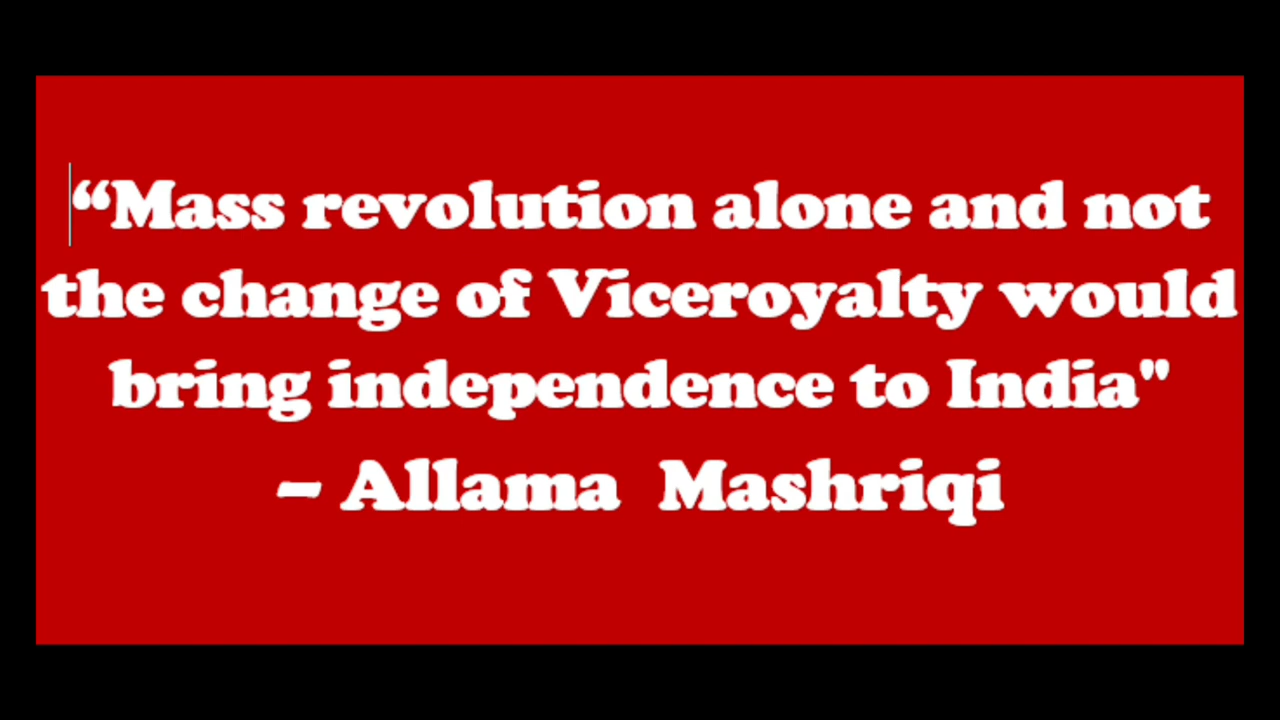 “Mass revolution alone and not
the change of Viceroyalty would
bring independence to India"
– Allama  Mashriqi